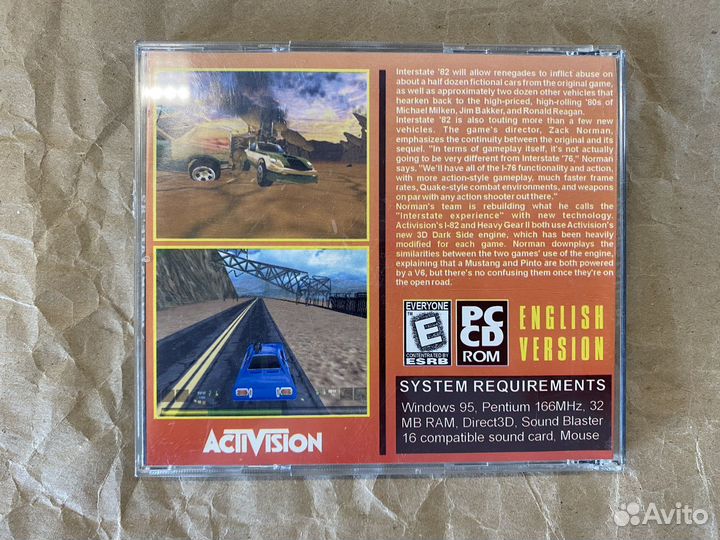 Interstate '82 will allow renegades to inflict abuse on
about a half dozen fictional cars from the original game,
as well as approximately two dozen other vehicles that
hearken back to the high-priced, high-rolling '80s of
Michael Milken, Jim Bakker, and Ronald Reagan.
Interstate '82 is also touting more than a few new
vehicles. The game's director, Zack Norman,
emphasizes the continuity between the original and its
sequel. "In terms of gameplay itself, it's not actually
going to be very different from Interstate '76," Norman
says. "We'll have all of the I-76 functionality and action,
with more action-style gameplay, much faster frame
rates, Quake-style combat environments, and weapons
on par with any action shooter out there."
Norman's team is rebuilding what he calls the
"Interstate experience" with new technology.
Activision's I-82 and Heavy Gear II both use Activision's
new 3D Dark Side engine, which has been heavily
modified for each game. Norman downplays the
similarities between the two games' use of the engine,
explaining that a Mustang and Pinto are both powered
by a V6, but there's no confusing them once they're on
the open road.
EVERYONE
E
CONTENTRATED BY
ESRB
PC
CD
ROM
ENGLISH
VERSION
SYSTEM REQUIREMENTS
Windows 95, Pentium 166MHz, 32
MB RAM, Direct3D, Sound Blaster
16 compatible sound card, Mouse
ACTIVISION
Avito